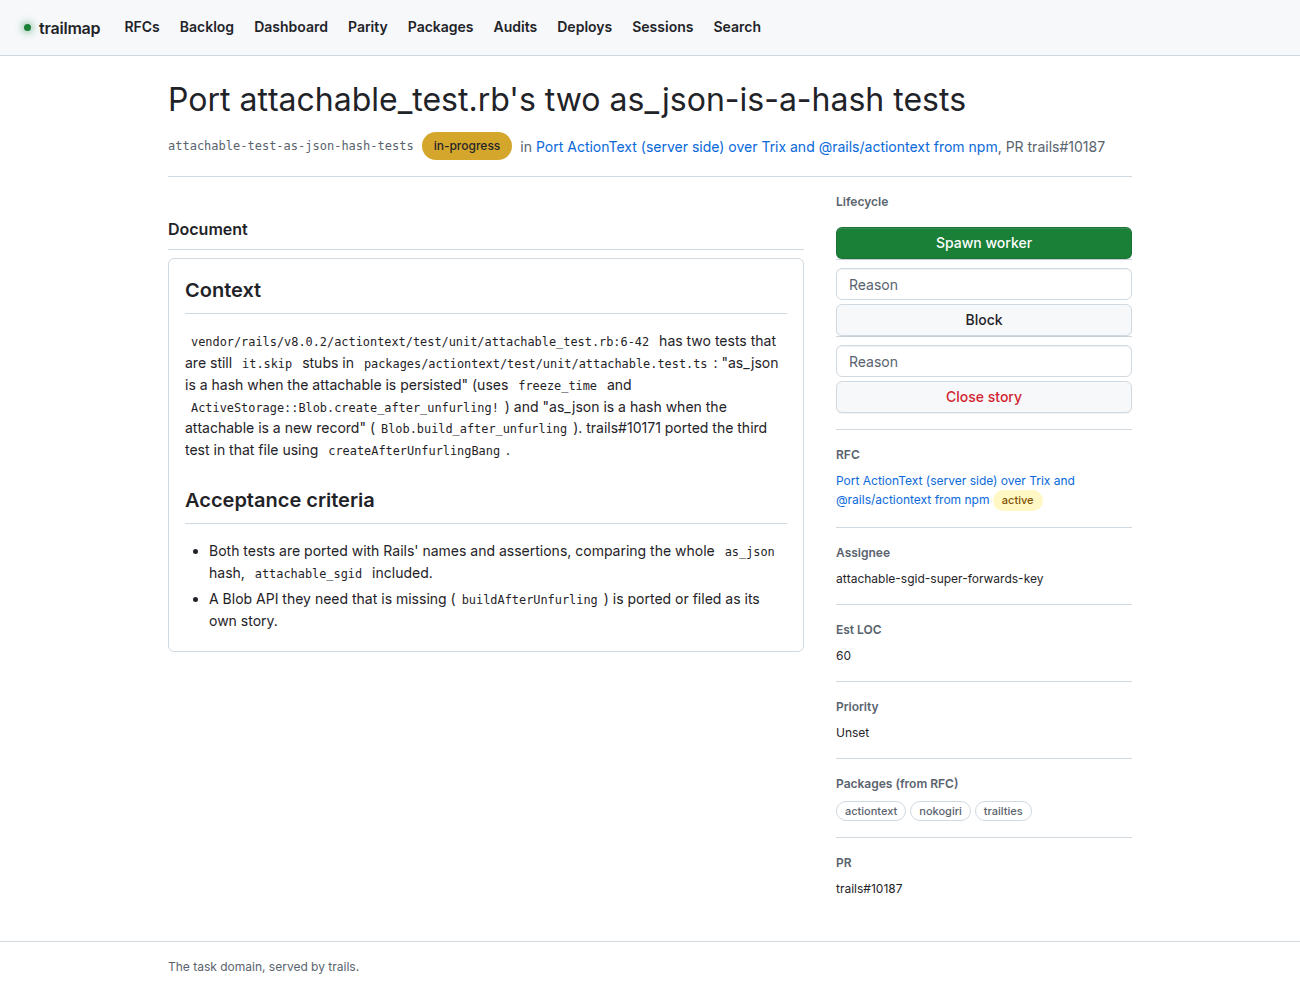 trailmap RFCs Backlog Dashboard Parity Packages Audits Deploys Sessions Search
Port attachable_test.rb's two as_json-is-a-hash tests
attachable-test-as-json-hash-tests in-progress in Port ActionText (server side) over Trix and @rails/actiontext from npm, PR trails#10187
Document
Context
vendor/rails/v8.0.2/actiontext/test/unit/attachable_test.rb:6-42 has two tests that
are still it.skip stubs in packages/actiontext/test/unit/attachable.test.ts: "as_json
is a hash when the attachable is persisted" (uses freeze_time and
ActiveStorage::Blob.create_after_unfurling!) and "as_json is a hash when the
attachable is a new record" (Blob.build_after_unfurling). trails#10171 ported the third
test in that file using createAfterUnfurlingBang.
Acceptance criteria
• Both tests are ported with Rails' names and assertions, comparing the whole as_json
hash, attachable_sgid included.
• A Blob API they need that is missing (buildAfterUnfurling) is ported or filed as its
own story.
Lifecycle
Spawn worker
Reason
Block
Reason
Close story
RFC
Port ActionText (server side) over Trix and
@rails/actiontext from npm active
Assignee
attachable-sgid-super-forwards-key
Est LOC
60
Priority
Unset
Packages (from RFC)
actiontext nokogiri trailties
PR
trails#10187
The task domain, served by trails.